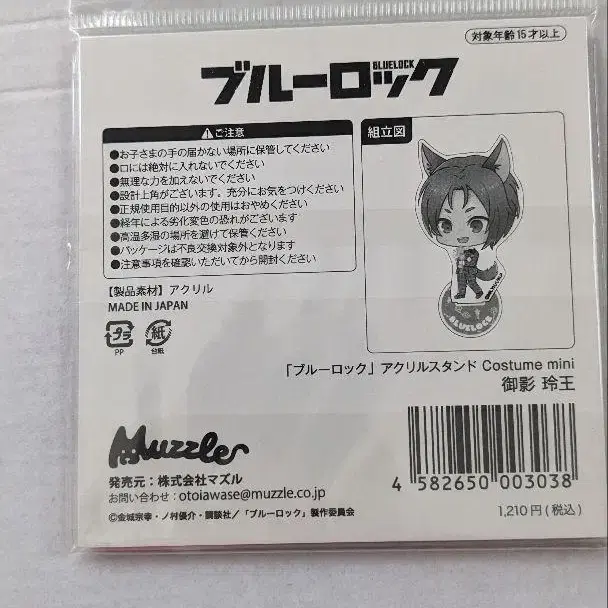 対象年齢15才以上
BLUELOCK
ブルーロック
ご注意
●お子さまの手の届かない場所に保管してください
●口には絶対に入れないでください
●無理な力を加えないでください
●設計上角がございます。充分にお気をつけください
●正規使用目的以外の使用はおやめください
●経年による劣化変色の恐れがございます
●高温多湿の場所を避けて保管ください
●パッケージは不良交換対象外となります
●注意事項を確認いただいてから開封ください
組立図
BLUELOCK
【製品素材】アクリル
MADE IN JAPAN
プラ
PP
紙
台紙
「ブルーロック」アクリルスタンド Costume mini
御影 玲王
Muzzle
発売元：株式会社マズル
お問い合わせ：otoiawase@muzzle.co.jp
©金城宗幸・ノ村優介・講談社／「ブルーロック」製作委員会
4 582650 003038
1,210円（税込）